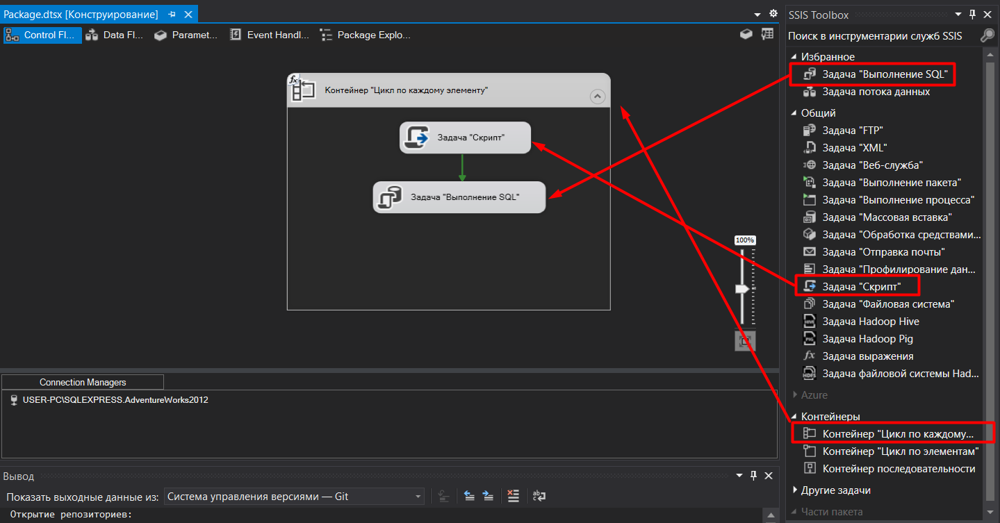 Package.dtsx [Конструирование]
Control Fl...
Data Fl...
Paramet...
Event Handl...
Package Explo...
fx
Контейнер "Цикл по каждому элементу"
Задача "Скрипт"
Задача "Выполнение SQL"
100%
Connection Managers
USER-PC\SQLEXPRESS.AdventureWorks2012
Вывод
Показать выходные данные из:
Система управления версиями — Git
Открытие репозиториев:
SSIS Toolbox
Поиск в инструментарии служб SSIS
Избранное
Задача "Выполнение SQL"
Задача потока данных
Общий
Задача "FTP"
Задача "XML"
Задача "Веб-служба"
Задача "Выполнение пакета"
Задача "Выполнение процесса"
Задача "Массовая вставка"
Задача "Обработка средствами...
Задача "Отправка почты"
Задача "Профилирование дан...
Задача "Скрипт"
Задача "Файловая система"
Задача Hadoop Hive
Задача Hadoop Pig
fx Задача выражения
Задача файловой системы Had...
Azure
Контейнеры
Контейнер "Цикл по каждому...
Контейнер "Цикл по элементам"
Контейнер последовательности
Другие задачи
Части пакета